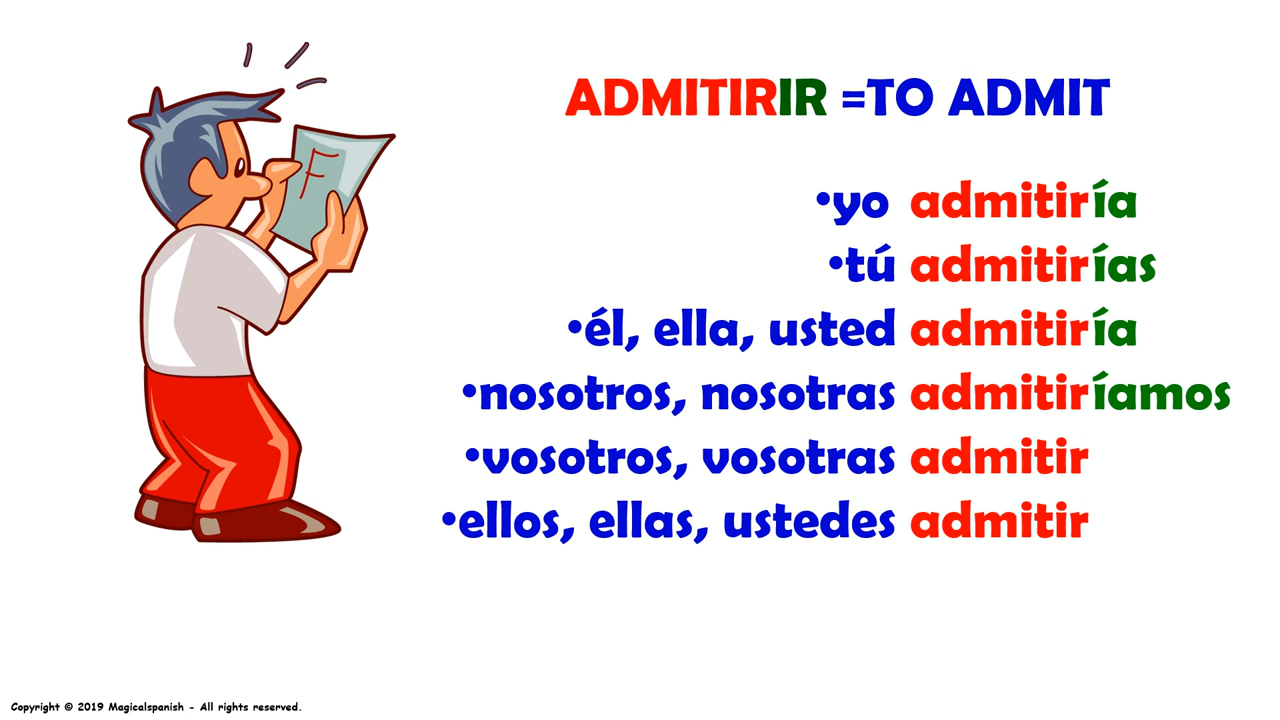 F
ADMITIRIR =TO ADMIT
•yo admitiría
•tú admitirías
•él, ella, usted admitiría
•nosotros, nosotras admitiríamos
•vosotros, vosotras admitir
•ellos, ellas, ustedes admitir
Copyright © 2019 Magicalspanish - All rights reserved.